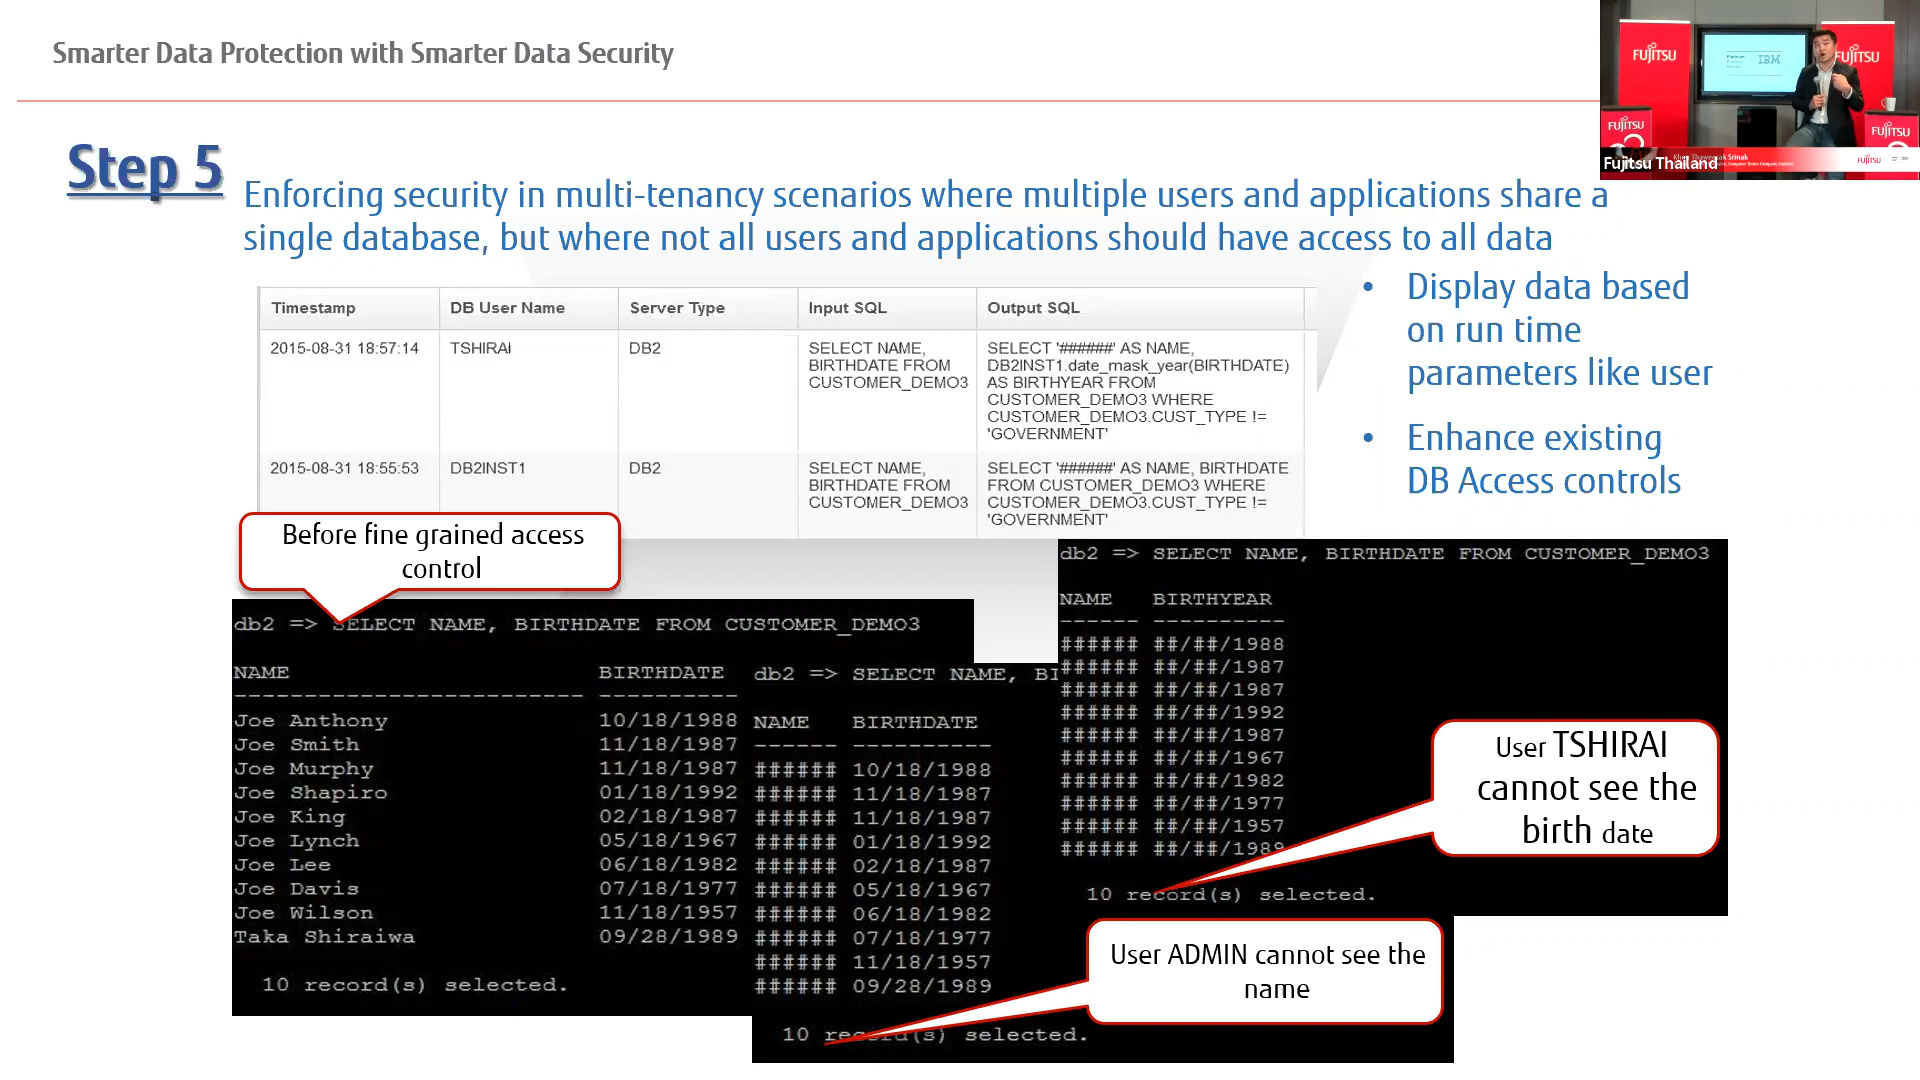 Smarter Data Protection with Smarter Data Security
FUJITSU
IBM
FUJITSU
FUJITSU
FUJITSU
Fujitsu Thailand
FUJITSU
Step 5
Enforcing security in multi-tenancy scenarios where multiple users and applications share a
single database, but where not all users and applications should have access to all data
Timestamp DB User Name Server Type Input SQL Output SQL
2015-08-31 18:57:14 TSHIRAI DB2 SELECT NAME, SELECT '######' AS NAME,
BIRTHDATE FROM DB2INST1.date_mask_year(BIRTHDATE)
CUSTOMER_DEMO3 AS BIRTHYEAR FROM
CUSTOMER_DEMO3 WHERE
CUSTOMER_DEMO3.CUST_TYPE !=
'GOVERNMENT'
2015-08-31 18:55:53 DB2INST1 DB2 SELECT NAME, SELECT '######' AS NAME, BIRTHDATE
BIRTHDATE FROM FROM CUSTOMER_DEMO3 WHERE
CUSTOMER_DEMO3 CUSTOMER_DEMO3.CUST_TYPE !=
'GOVERNMENT'
• Display data based
on run time
parameters like user
• Enhance existing
DB Access controls
Before fine grained access
control
db2 => SELECT NAME, BIRTHDATE FROM CUSTOMER_DEMO3
NAME BIRTHDATE
Joe Anthony 10/18/1988
Joe Smith 11/18/1987
Joe Murphy 11/18/1987
Joe Shapiro 01/18/1992
Joe King 02/18/1987
Joe Lynch 05/18/1967
Joe Lee 06/18/1982
Joe Davis 07/18/1977
Joe Wilson 11/18/1957
Taka Shiraiwa 09/28/1989
10 record(s) selected.
db2 => SELECT NAME, BI
NAME BIRTHDATE
###### 10/18/1988
###### 11/18/1987
###### 11/18/1987
###### 01/18/1992
###### 02/18/1987
###### 05/18/1967
###### 06/18/1982
###### 07/18/1977
###### 11/18/1957
###### 09/28/1989
10 record(s) selected.
db2 => SELECT NAME, BIRTHDATE FROM CUSTOMER_DEMO3
NAME BIRTHYEAR
###### ##/##/1988
###### ##/##/1987
###### ##/##/1987
###### ##/##/1992
###### ##/##/1987
###### ##/##/1967
###### ##/##/1982
###### ##/##/1977
###### ##/##/1957
###### ##/##/1989
10 record(s) selected.
User TSHIRAI
cannot see the
birth date
User ADMIN cannot see the
name